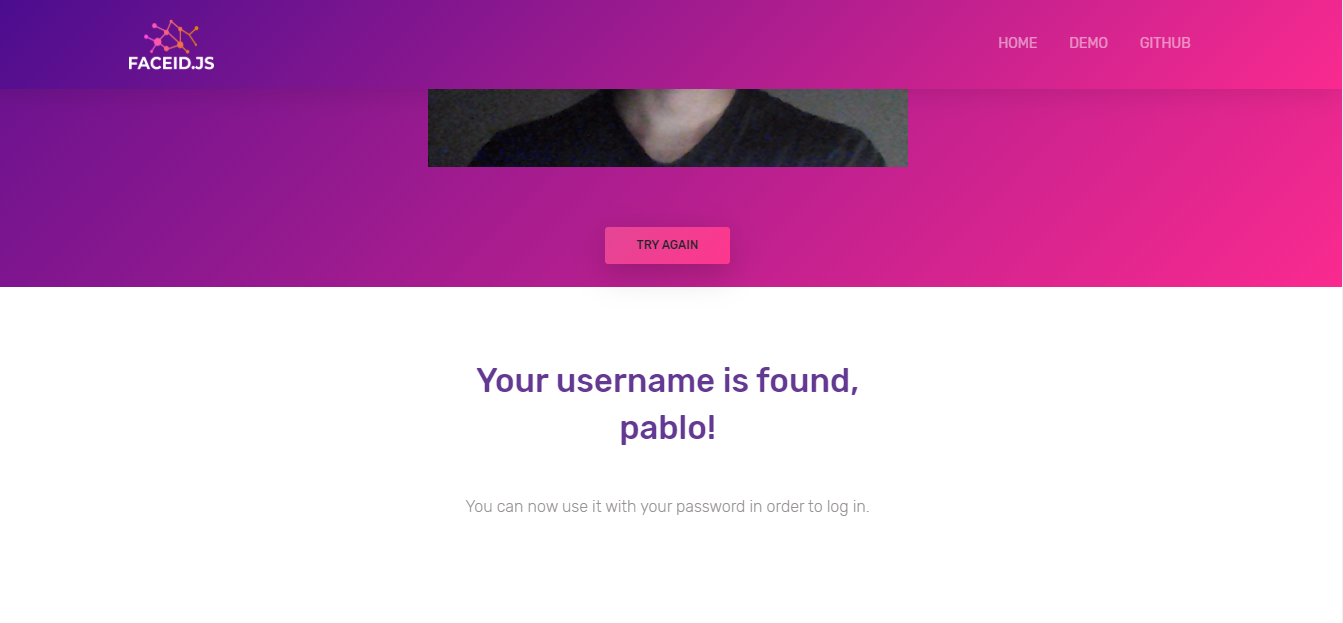 FACEID.JS
HOME DEMO GITHUB
TRY AGAIN
Your username is found,
pablo!
You can now use it with your password in order to log in.